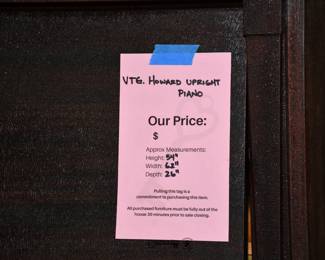 VTG. HOWARD UPRIGHT
PIANO
Our Price:
$
Approx Measurements:
Height: 54"
Width: 62"
Depth: 26"
Pulling this tag is a
commitment to purchasing this item.
All purchased furniture must be fully out of the
house 30 minutes prior to sale closing.